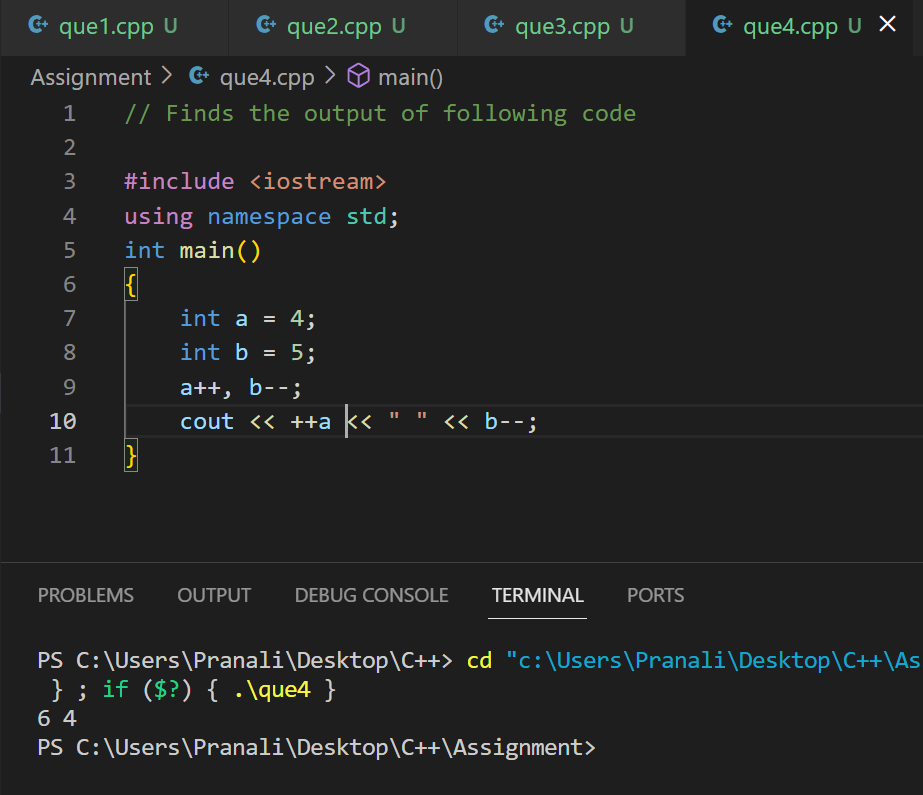 que1.cpp U que2.cpp U que3.cpp U que4.cpp U
Assignment > que4.cpp > main()
1 // Finds the output of following code
2
3 #include <iostream>
4 using namespace std;
5 int main()
6 {
7     int a = 4;
8     int b = 5;
9     a++, b--;
10     cout << ++a << " " << b--;
11 }
PROBLEMS OUTPUT DEBUG CONSOLE TERMINAL PORTS
PS C:\Users\Pranali\Desktop\C++> cd "c:\Users\Pranali\Desktop\C++\As
 } ; if ($?) { .\que4 }
6 4
PS C:\Users\Pranali\Desktop\C++\Assignment>